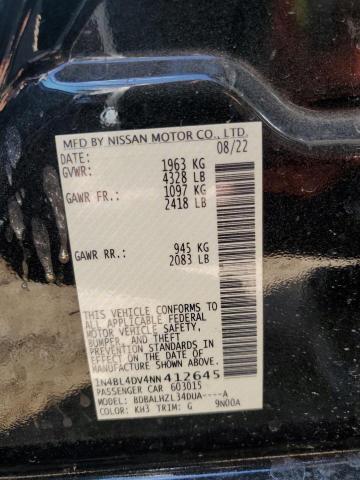 MFD BY NISSAN MOTOR CO., LTD.
DATE: 08/22
GVWR: 1963 KG
4328 LB
GAWR FR.: 1097 KG
2418 LB
GAWR RR.: 945 KG
2083 LB
THIS VEHICLE CONFORMS TO
ALL APPLICABLE FEDERAL
MOTOR VEHICLE SAFETY,
BUMPER, AND THEFT
PREVENTION STANDARDS
IN EFFECT ON THE DATE OF
MANUFACTURE SHOWN ABOVE.
1N4BL4DV4NN412645
PASSENGER CAR 603015
MODEL: BDBALHZL34DUA----A
COLOR: KH3 TRIM: G 9N00A